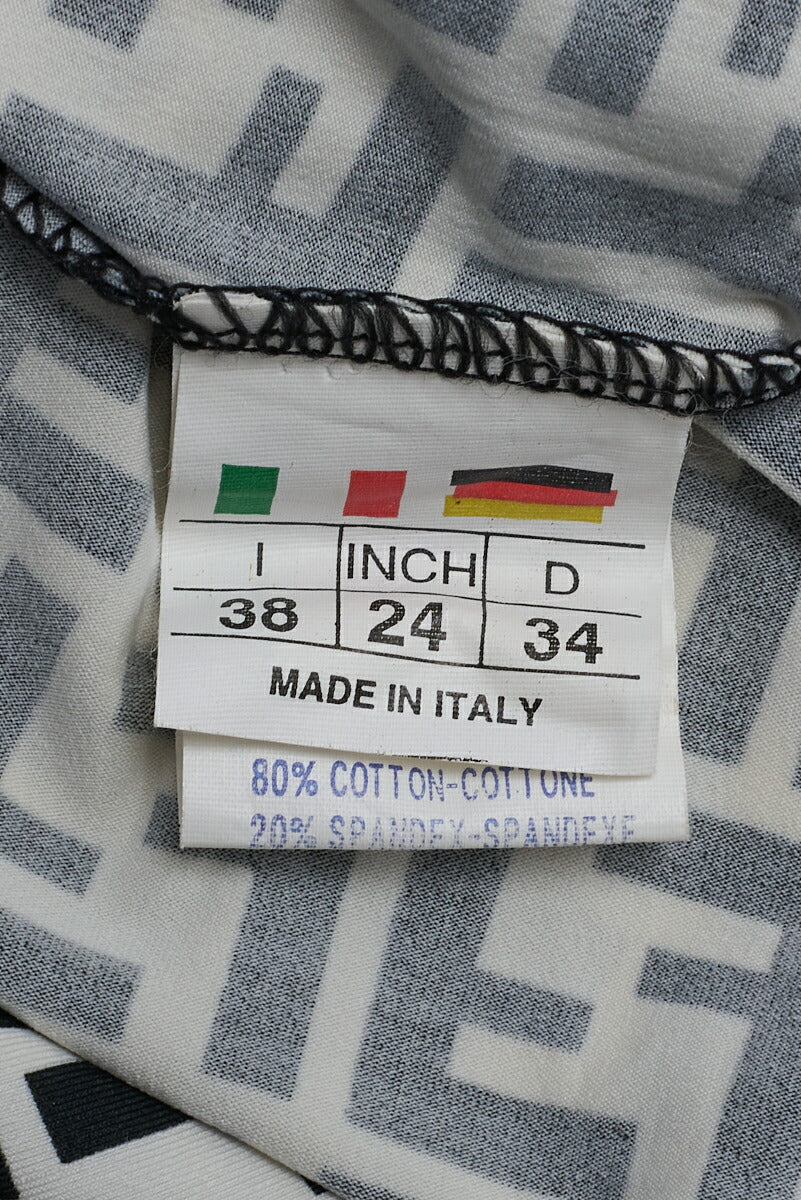 I INCH D
38 24 34
MADE IN ITALY
80% COTTON-COTTONE
20% SPANDEX-SPANDEXE